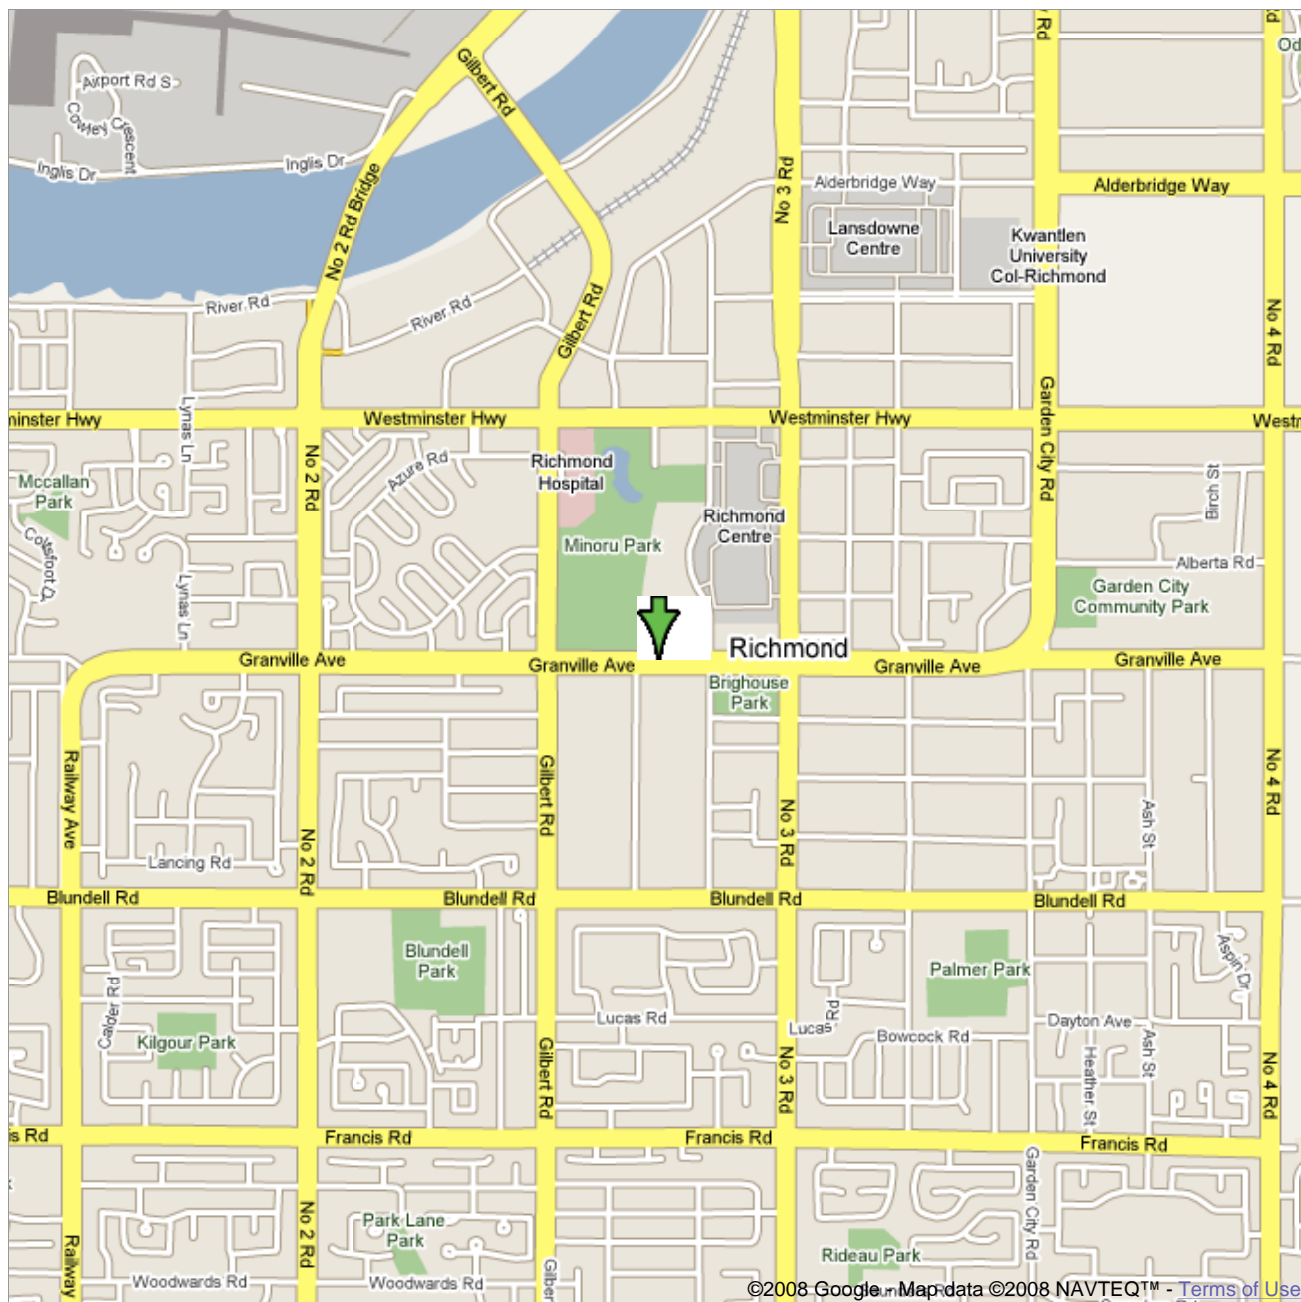 y Rd
Rd
Gilbert Rd
Od
Airport Rd S
Cowley Crescent
Inglis Dr
Inglis Dr
No 2 Rd Bridge
No 3 Rd
Alderbridge Way
Alderbridge Way
Lansdowne
Centre
Kwantlen
University
Col-Richmond
River Rd
River Rd
Gilbert Rd
No 4 Rd
minster Hwy
Westminster Hwy
Westminster Hwy
Westr
Lynas Ln
Garden City Rd
No 2 Rd
Azure Rd
Richmond
Hospital
Mccallan
Park
Birch St
Richmond
Centre
Minoru Park
Coltsfoot
Alberta Rd
Lynas Ln
Garden City
Community Park
Richmond
Granville Ave
Granville Ave
Granville Ave
Granville Ave
Brighouse
Park
Railway Ave
Gilbert Rd
No 4 Rd
No 3 Rd
Ash St
No 2 Rd
Lancing Rd
Blundell Rd
Blundell Rd
Blundell Rd
Blundell Rd
Blundell
Park
Palmer Park
Aspin Dr
Calder Rd
Lucas Rd
Lucas Rd
Dayton Ave
Bowcock Rd
Kilgour Park
Gilbert Rd
No 3 Rd
Heather St
Ash St
No 4 Rd
is Rd
Francis Rd
Francis Rd
Francis Rd
Garden City Rd
No 2 Rd
Park Lane
Park
Railway
Rideau Park
Gilber
Woodwards Rd
Woodwards Rd
©2008 Google - Map data ©2008 NAVTEQ™ - Terms of Use